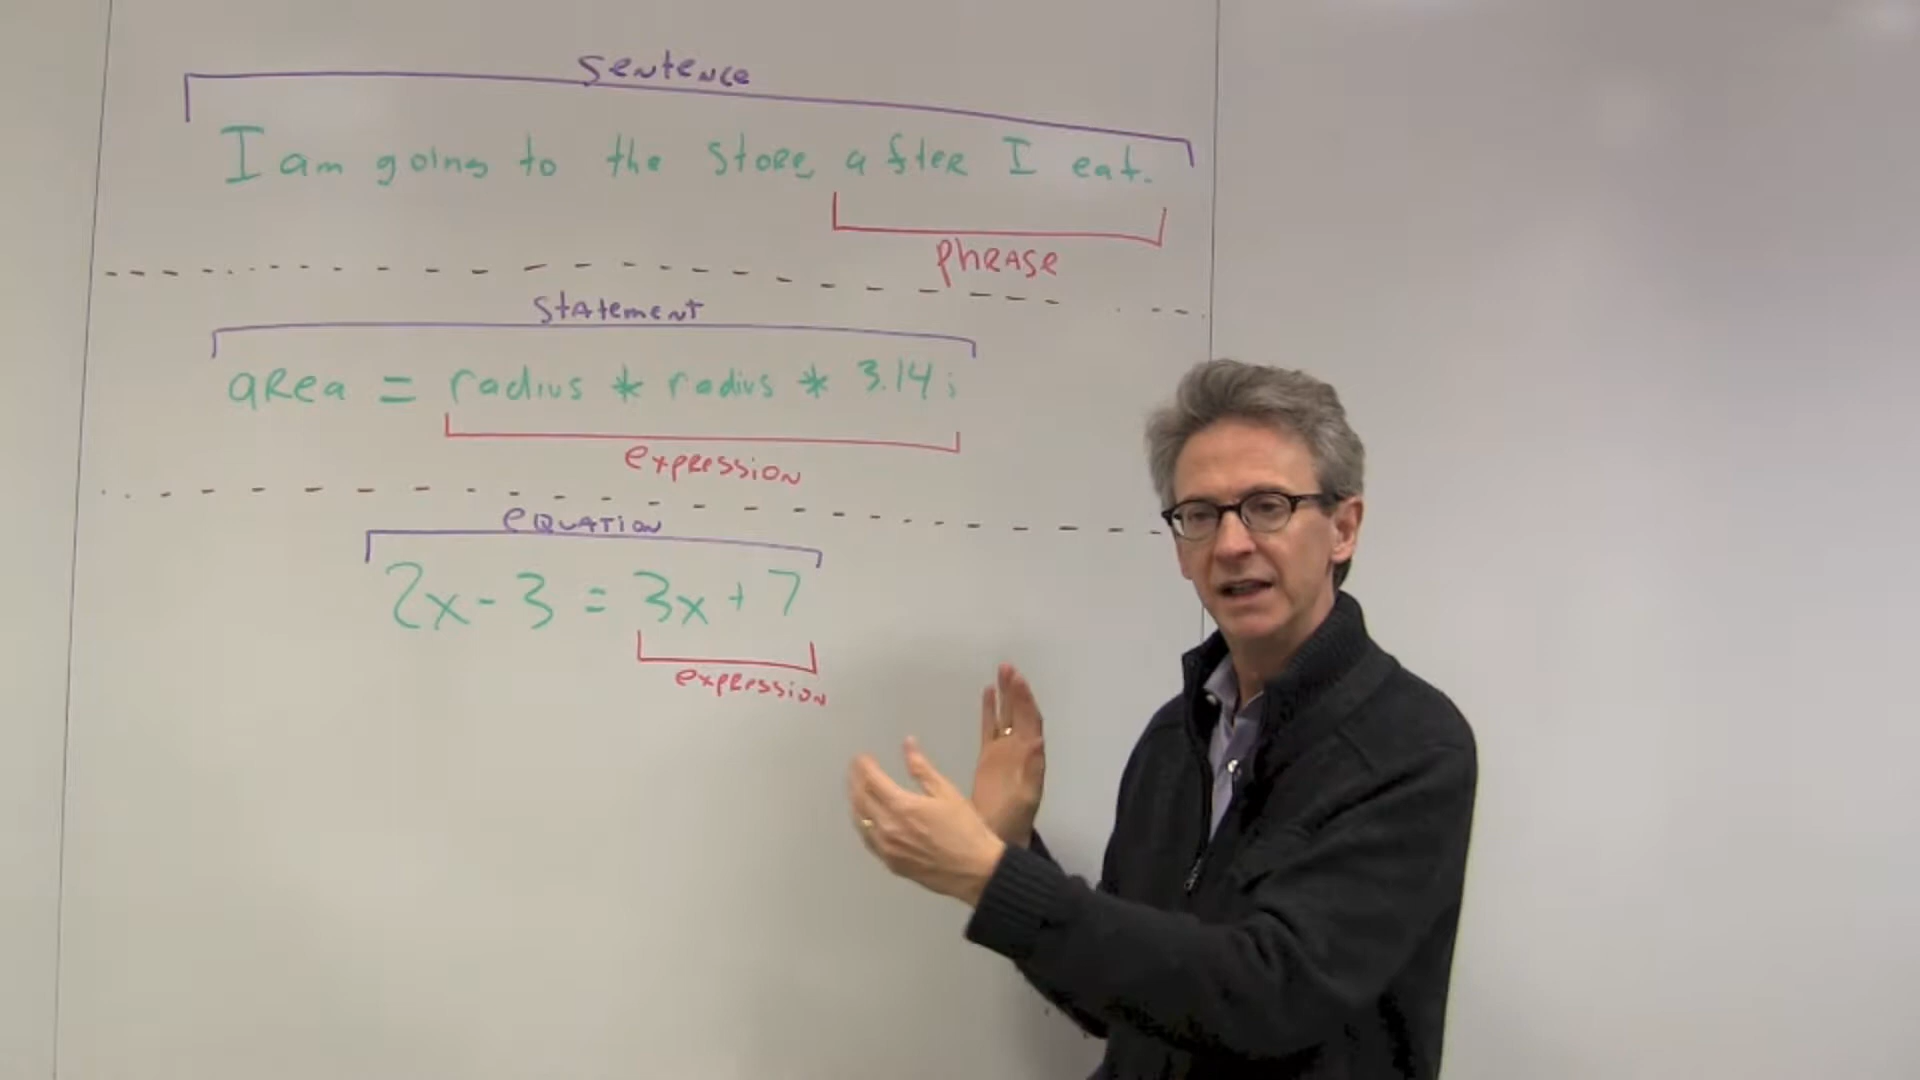 Sentence
I am going to the store after I eat.
phrase
statement
area = radius * radius * 3.14;
expression
equation
2x - 3 = 3x + 7
expression